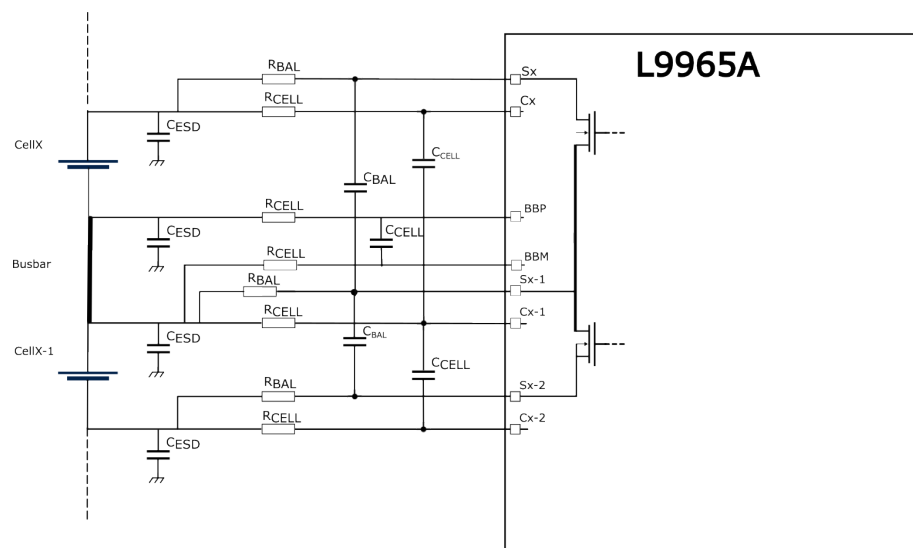 L9965A
RBAL
Sx
RCELL
Cx
CESD
CellX
CCELL
CBAL
RCELL
BBP
CESD
CCELL
Busbar
RCELL
BBM
RBAL
Sx-1
RCELL
Cx-1
CESD
CBAL
CellX-1
CCELL
RBAL
Sx-2
RCELL
Cx-2
CESD